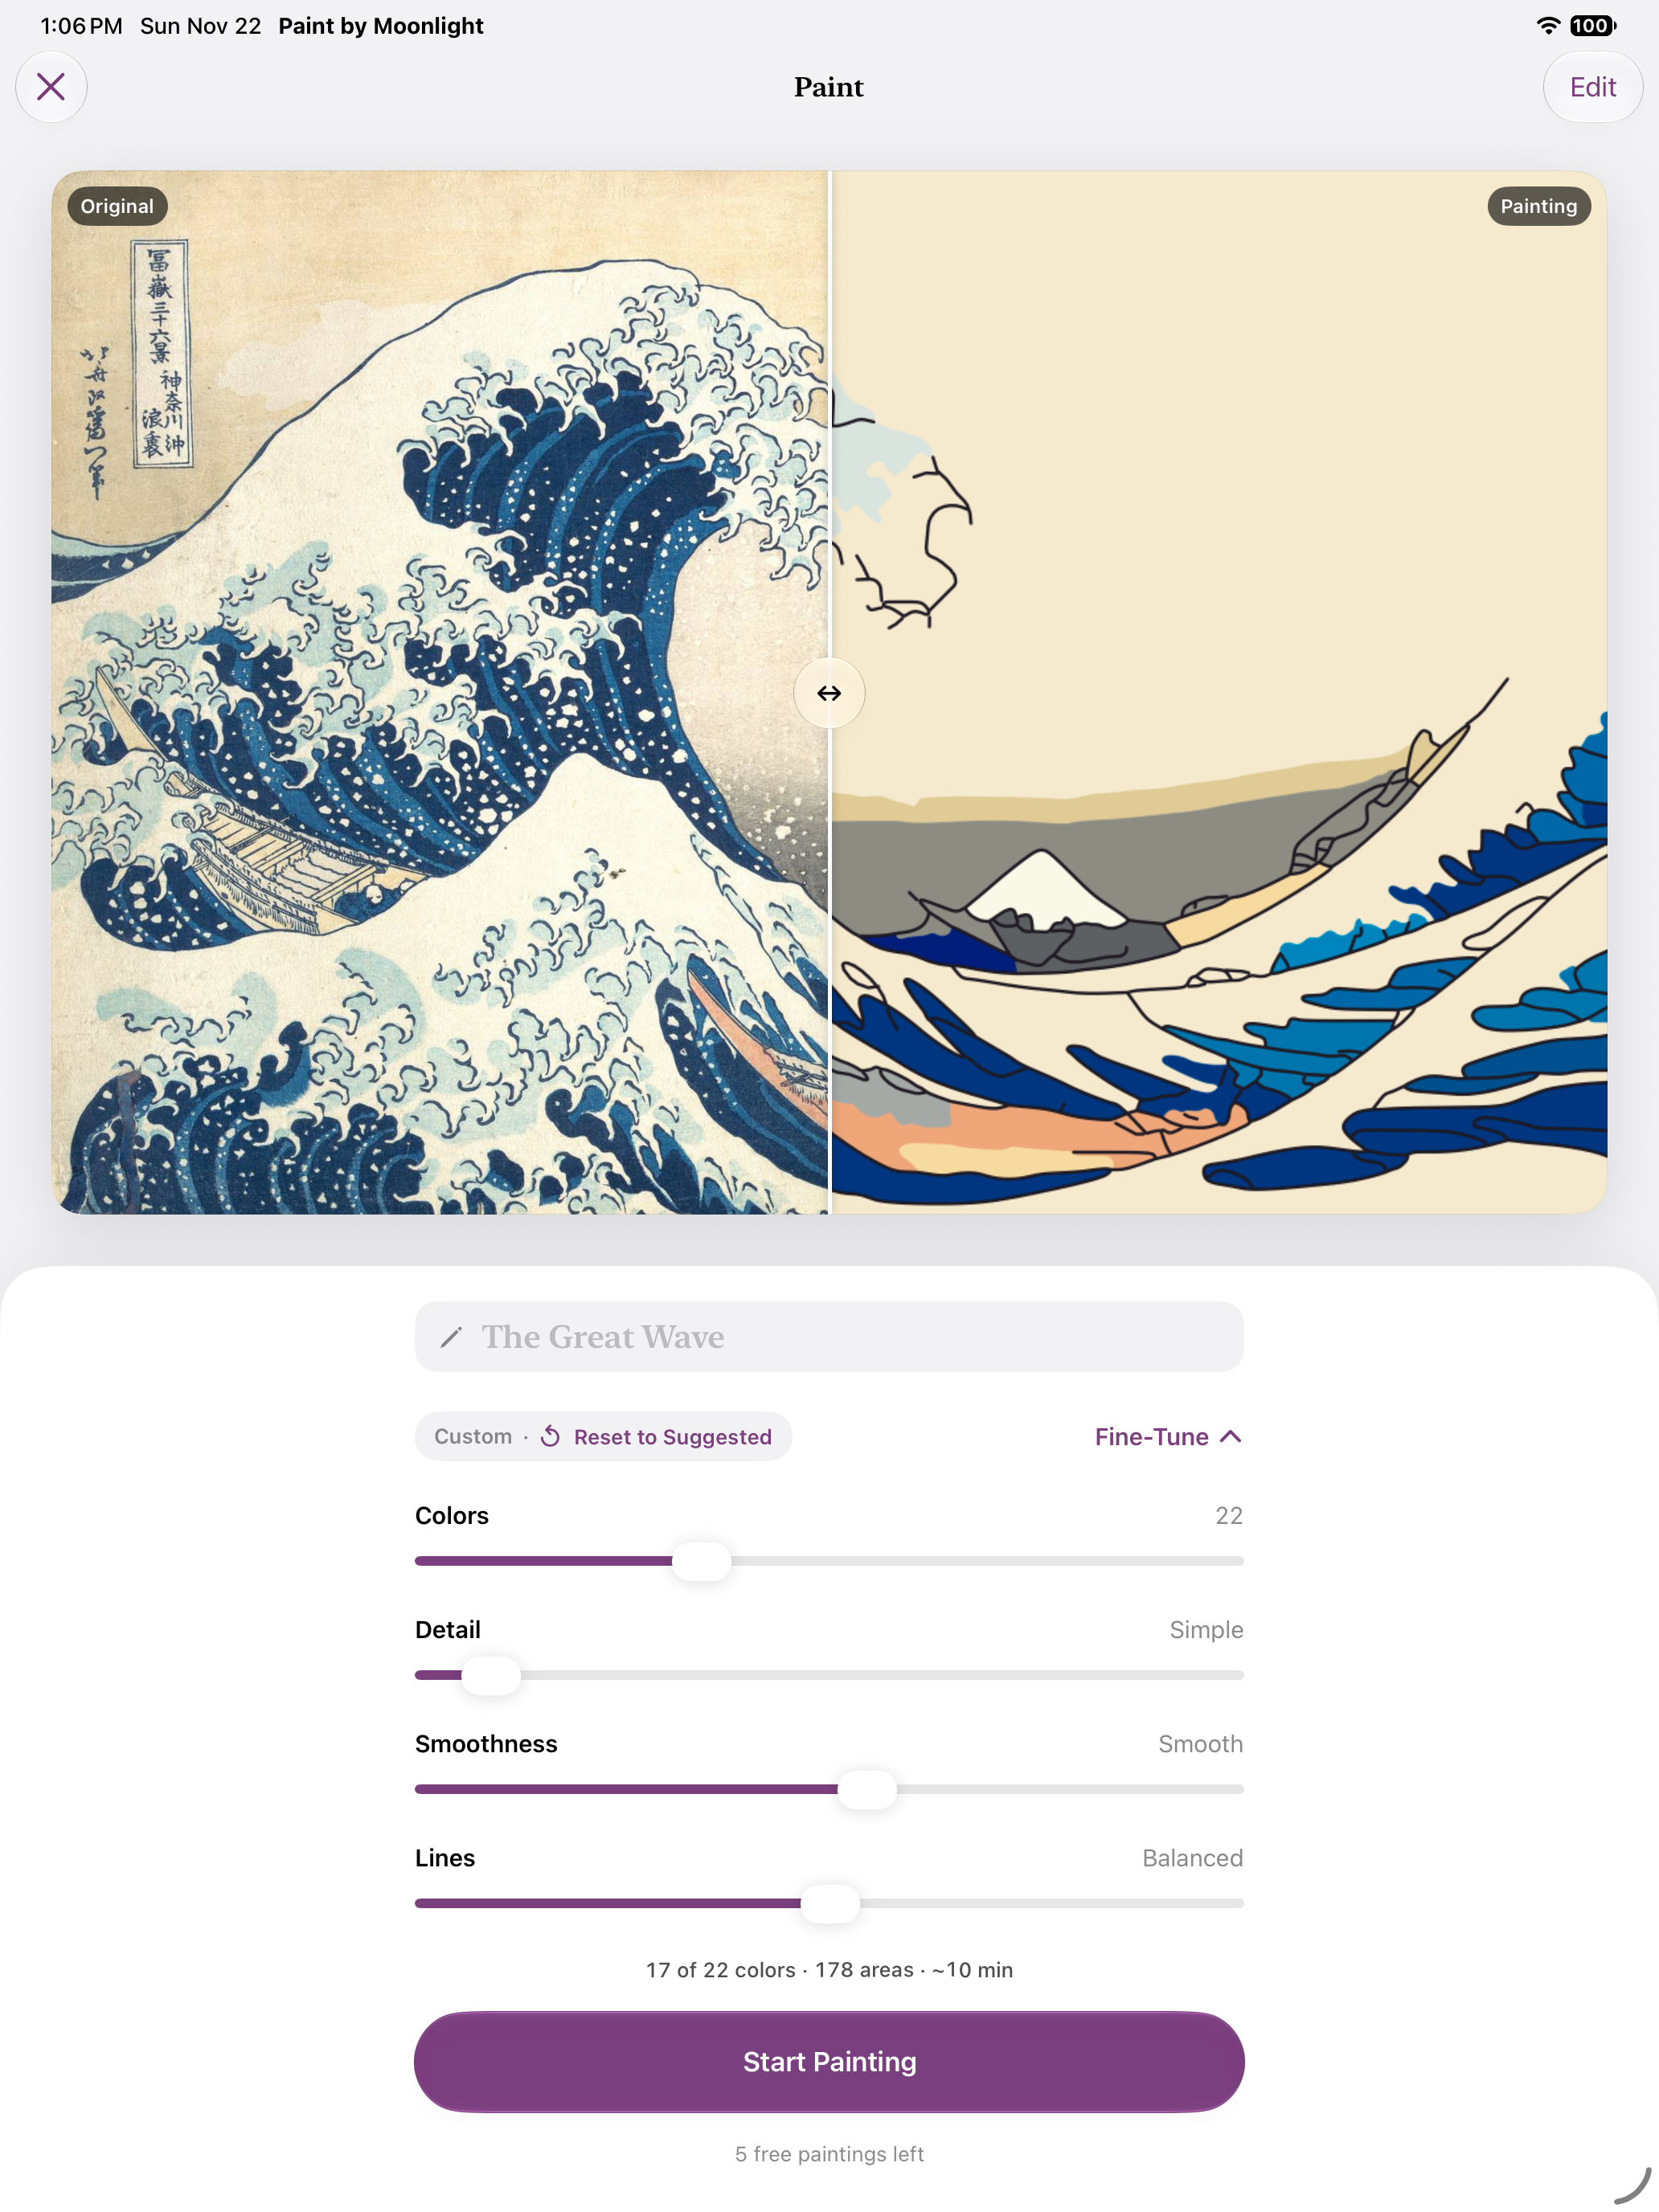 1:06 PM Sun Nov 22 Paint by Moonlight
100
Paint
Edit
Original
Painting
冨嶽三十六景
神奈川沖
浪裏
The Great Wave
Custom · Reset to Suggested
Fine-Tune
Colors
22
Detail
Simple
Smoothness
Smooth
Lines
Balanced
17 of 22 colors · 178 areas · ~10 min
Start Painting
5 free paintings left